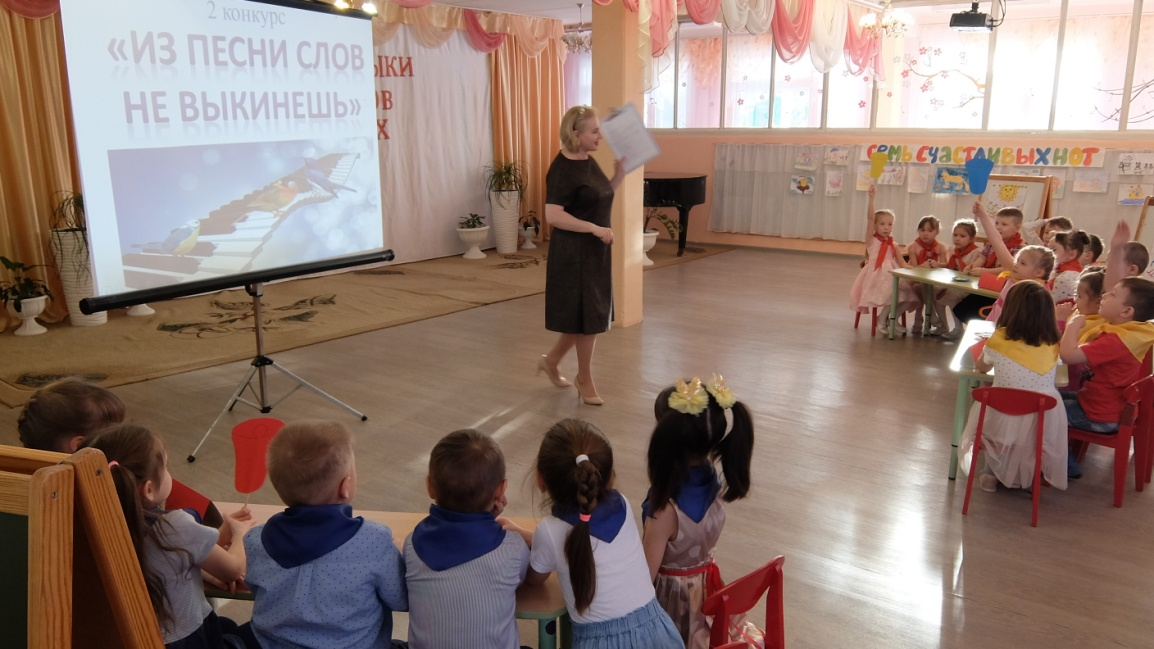 2 конкурс
«ИЗ ПЕСНИ СЛОВ
НЕ ВЫКИНЕШЬ»
СЕМЬ СЧАСТЛИВЫХ НОТ